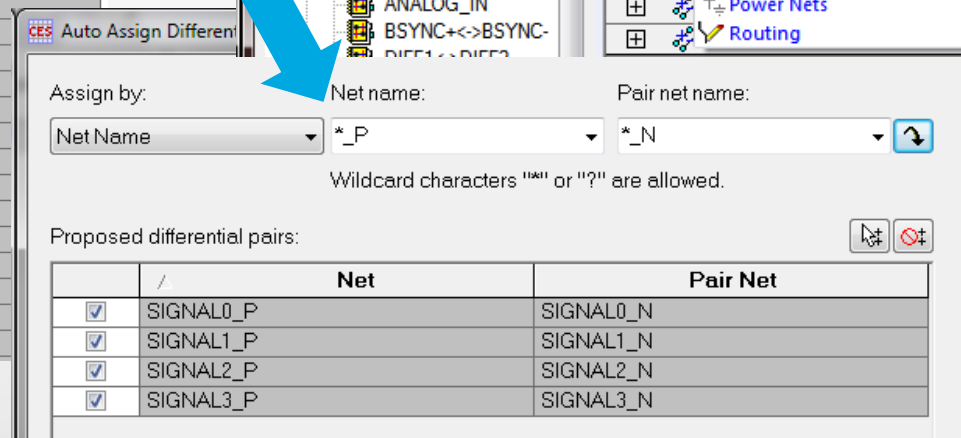 ANALOG_IN
Power Nets
CES Auto Assign Different
BSYNC+<->BSYNC-
Routing
Assign by:
Net name:
Pair net name:
Net Name
*_P
*_N
Wildcard characters "*" or "?" are allowed.
Proposed differential pairs:
Net
Pair Net
SIGNAL0_P
SIGNAL0_N
SIGNAL1_P
SIGNAL1_N
SIGNAL2_P
SIGNAL2_N
SIGNAL3_P
SIGNAL3_N